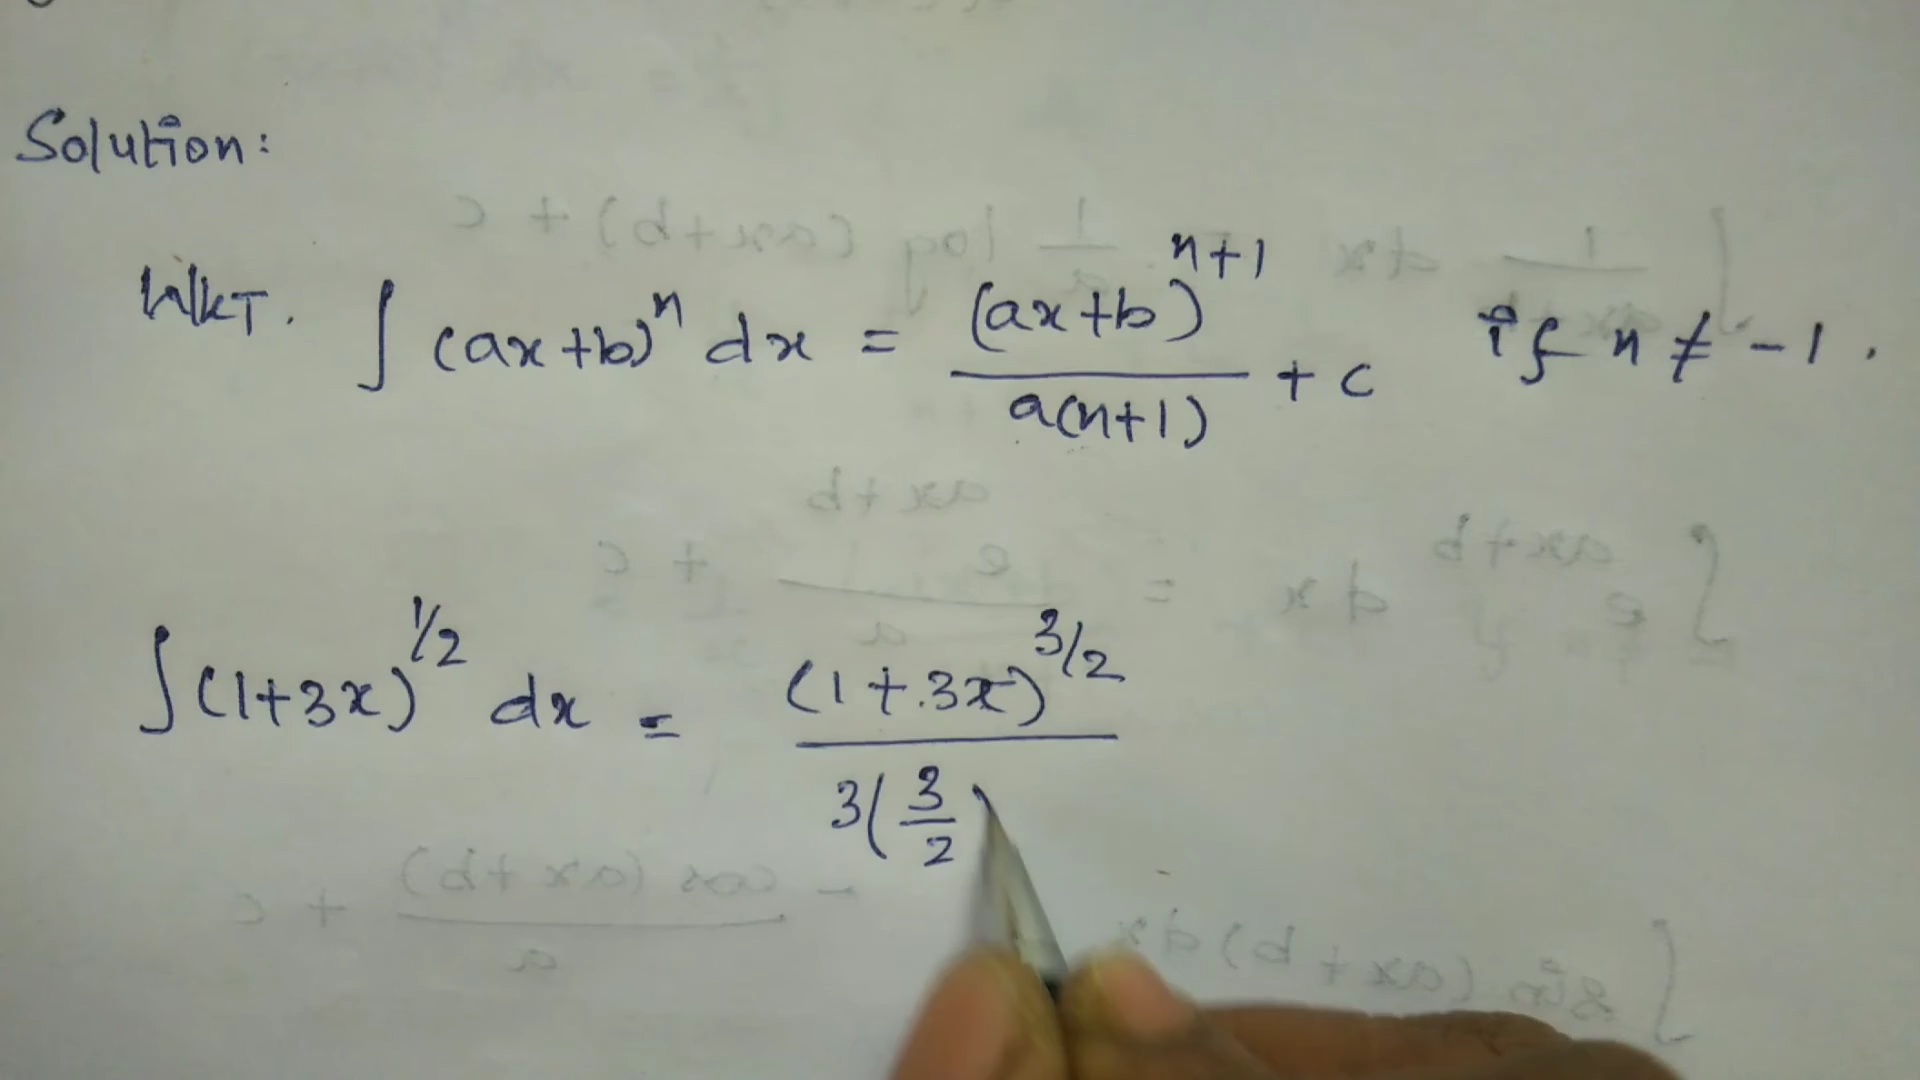 Solution:
WKT. ∫ (ax+b)^n dx = (ax+b)^(n+1) / a(n+1) + c if n ≠ -1.
∫(1+3x)^(1/2) dx = (1+3x)^(3/2) / 3(3/2)